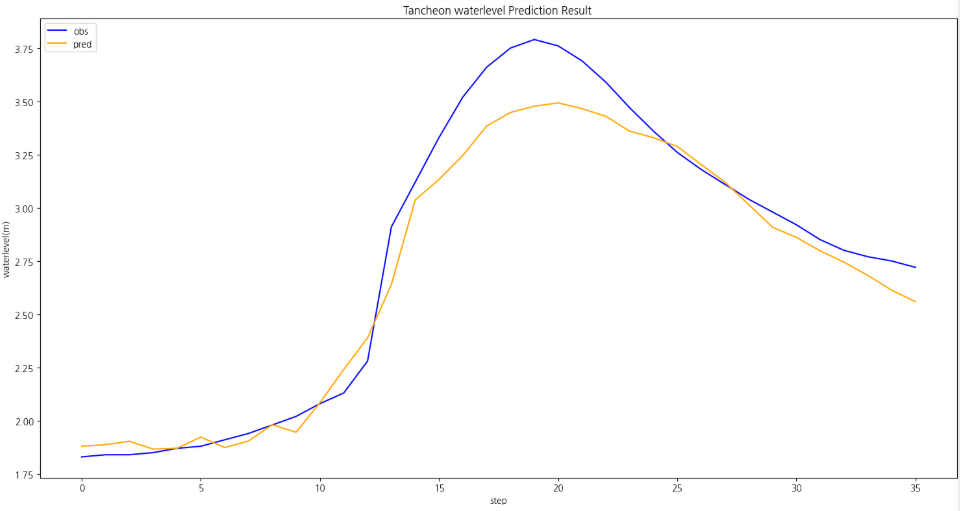 Tancheon waterlevel Prediction Result
obs
pred
3.75
3.50
3.25
3.00
2.75
2.50
2.25
2.00
1.75
waterlevel(m)
0 5 10 15 20 25 30 35
step